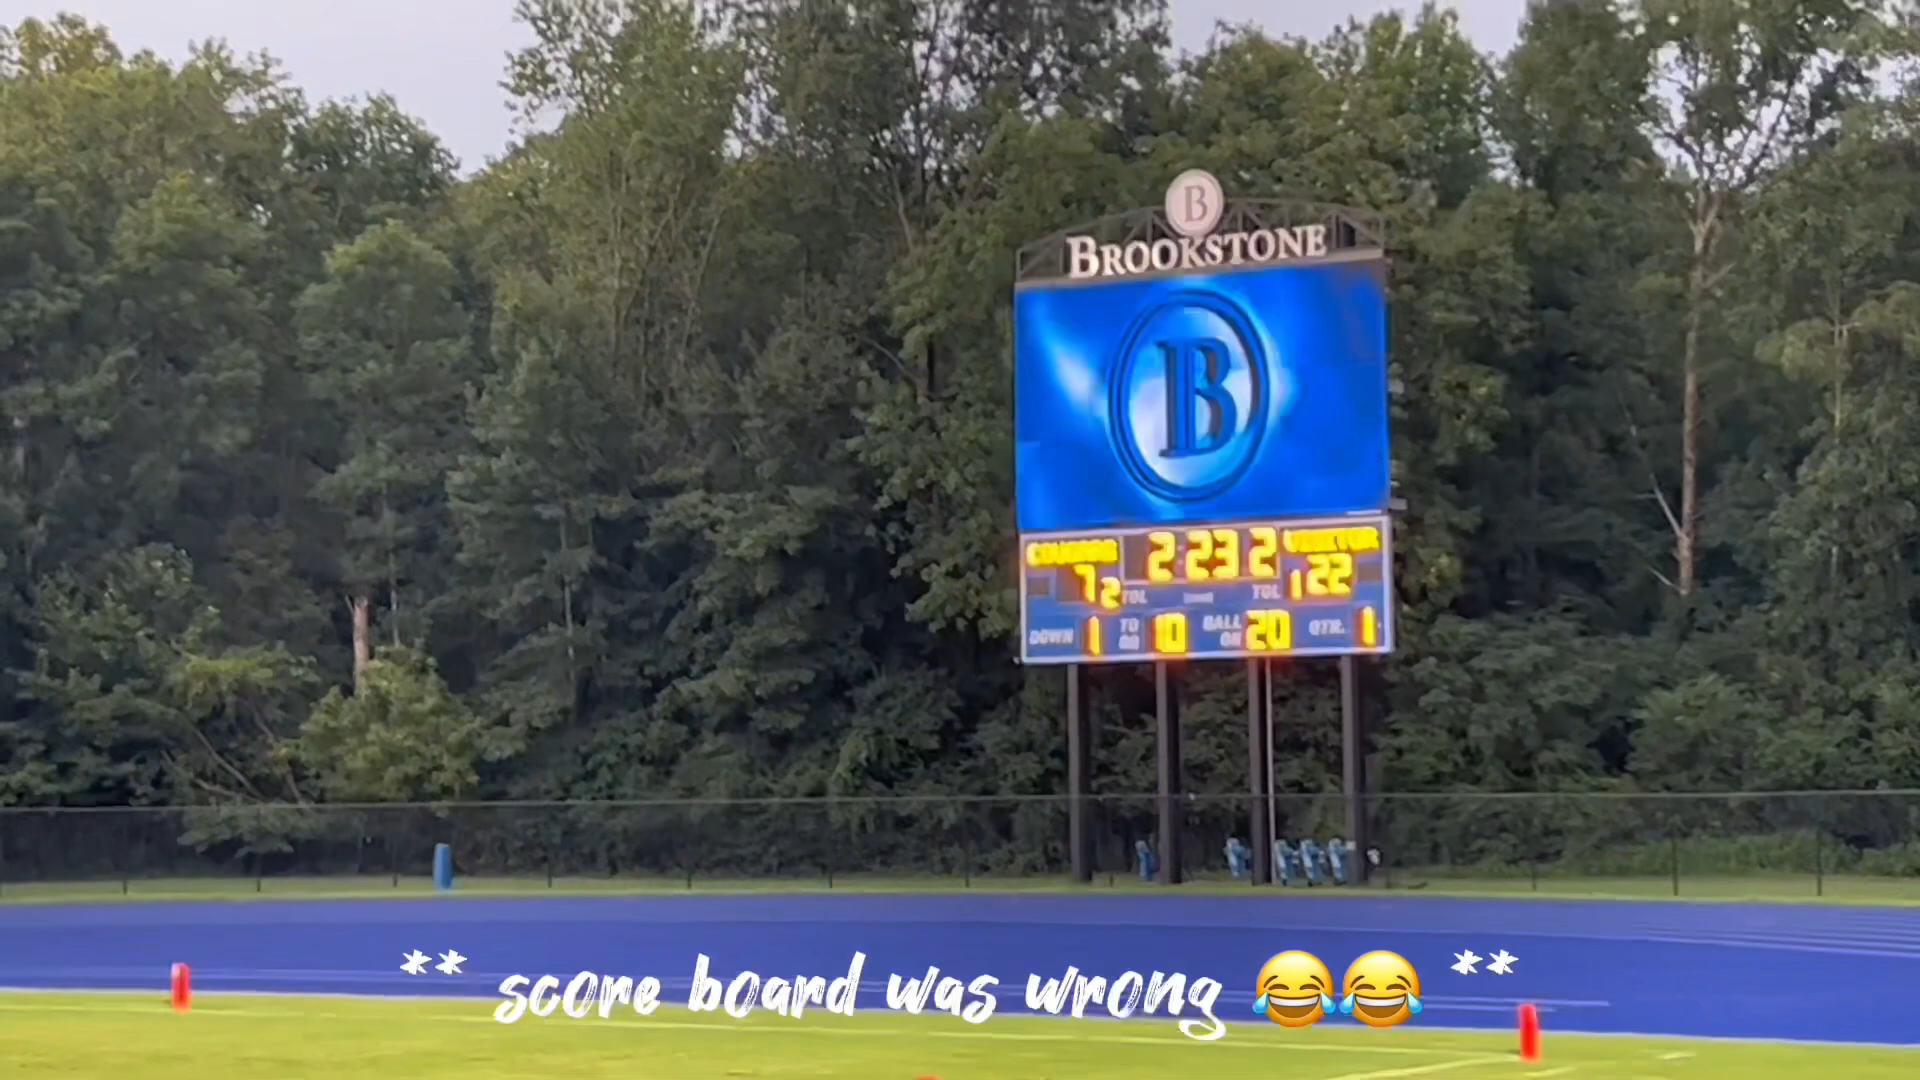 B
BROOKSTONE
B
COUGARS 2:23 2 VISITOR
7 2 TOL TOL 1 22
DOWN 1 TO GO 10 BALL ON 20 QTR. 1
** score board was wrong 😂😂 **